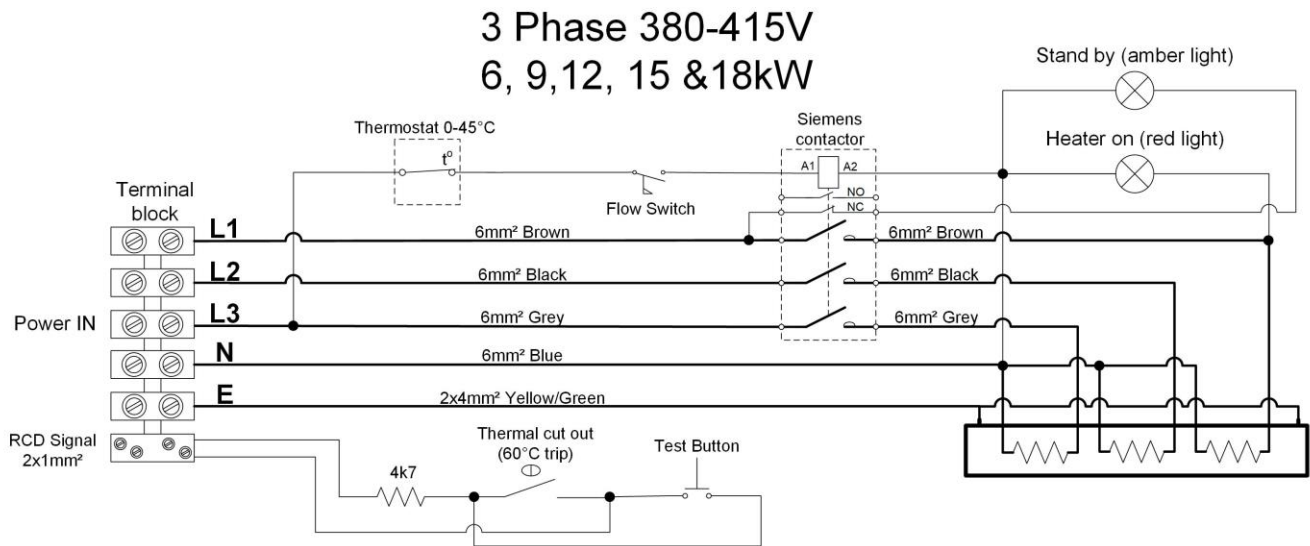 3 Phase 380-415V
6, 9,12, 15 &18kW
Stand by (amber light)
Heater on (red light)
Thermostat 0-45°C
t°
Flow Switch
Siemens
contactor
A1
A2
NO
NC
Terminal
block
Power IN
L1
6mm² Brown
6mm² Brown
L2
6mm² Black
6mm² Black
L3
6mm² Grey
6mm² Grey
N
6mm² Blue
E
2x4mm² Yellow/Green
RCD Signal
2x1mm²
4k7
Thermal cut out
(60°C trip)
Test Button